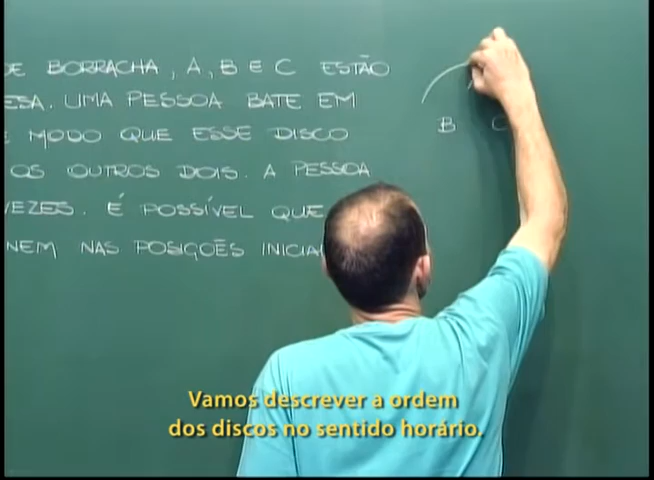 DE BORRACHA, A, B E C ESTÃO
ESA. UMA PESSOA BATE EM
E MODO QUE ESSE DISCO
OS OUTROS DOIS. A PESSOA
VEZES. É POSSÍVEL QUE
NEM NAS POSIÇÕES INICIAI
B C
Vamos descrever a ordem
dos discos no sentido horário.